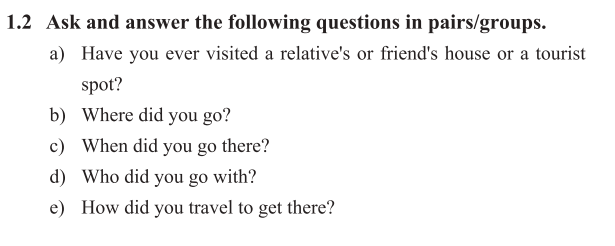 1.2 Ask and answer the following questions in pairs/groups.
a) Have you ever visited a relative's or friend's house or a tourist
spot?
b) Where did you go?
c) When did you go there?
d) Who did you go with?
e) How did you travel to get there?